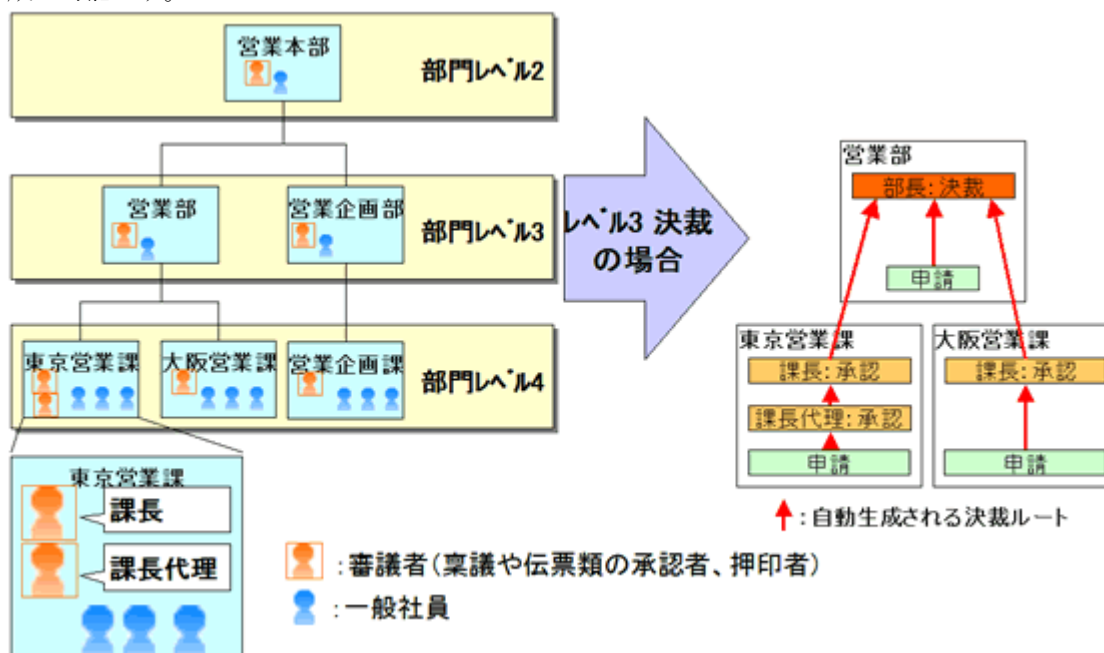 営業本部
部門レベル2
営業部
営業企画部
部門レベル3
東京営業課
大阪営業課
営業企画課
部門レベル4
東京営業課
課長
課長代理
レベル3 決裁
の場合
営業部
部長:決裁
申請
東京営業課
課長:承認
課長代理:承認
申請
大阪営業課
課長:承認
申請
:自動生成される決裁ルート
:審議者(稟議や伝票類の承認者、押印者)
:一般社員